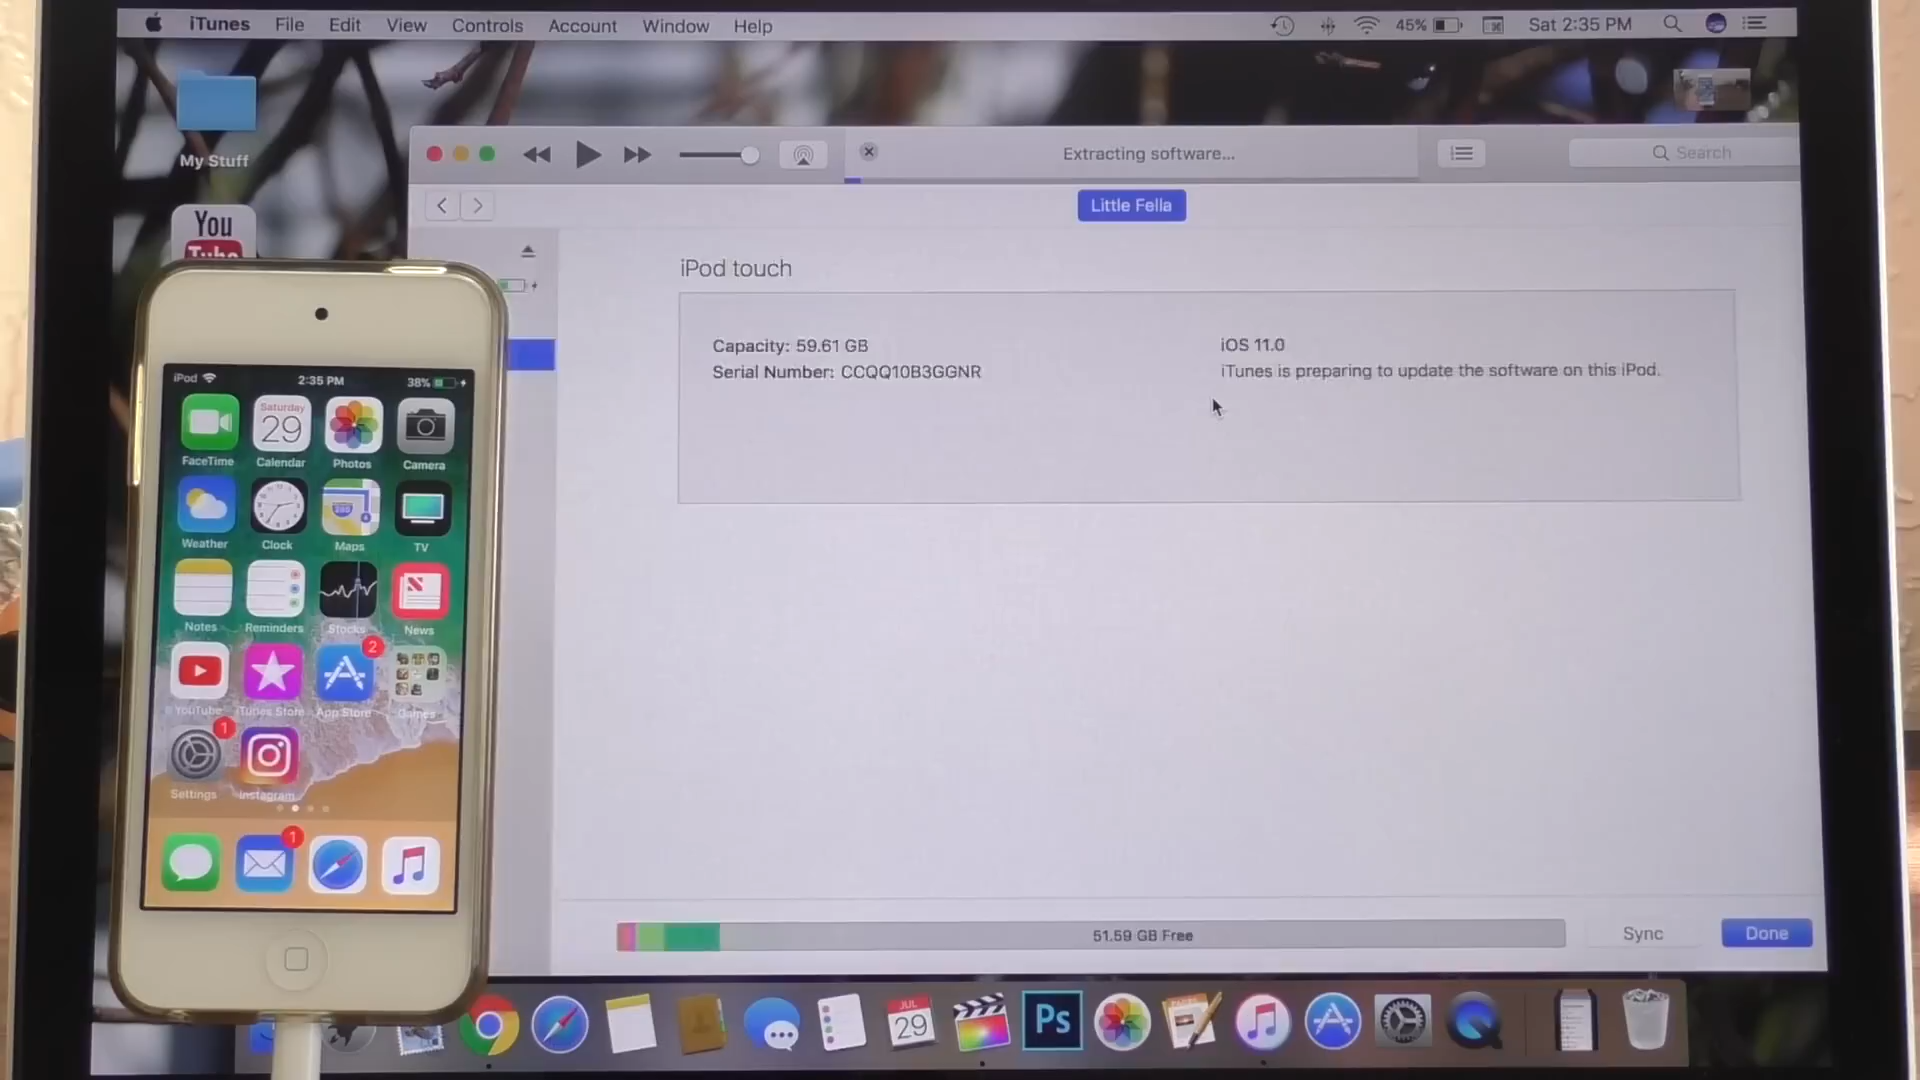 iTunes File Edit View Controls Account Window Help 45% Sat 2:35 PM
My Stuff
Extracting software...
Search
You
Tube
Little Fella
iPod touch
Capacity: 59.61 GB
Serial Number: CCQQ10B3GGNR
iOS 11.0
iTunes is preparing to update the software on this iPod.
iPod 2:35 PM 38%
Saturday
29
FaceTime Calendar Photos Camera
280
Weather Clock Maps TV
Notes Reminders Stocks News
2
YouTube iTunes Store App Store Games
1
Settings Instagram
1
51.59 GB Free
Sync
Done
JUL
29
Ps
PAGES